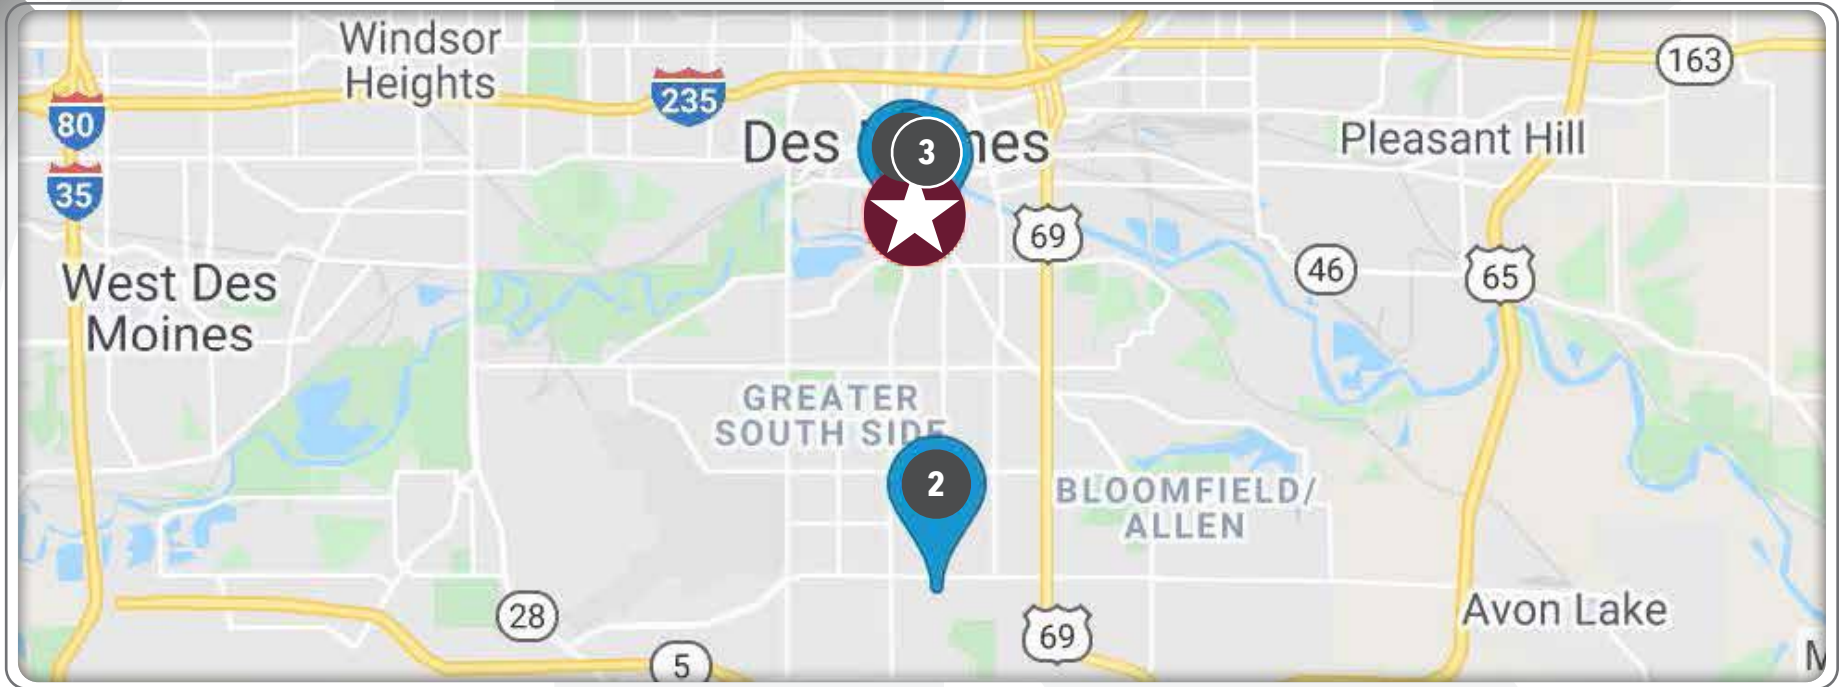 Windsor
Heights
163
235
80
Des
3
nes
Pleasant Hill
35
69
46
65
West Des
Moines
GREATER
SOUTH SIDE
2
BLOOMFIELD/
ALLEN
28
Avon Lake
69
5
M